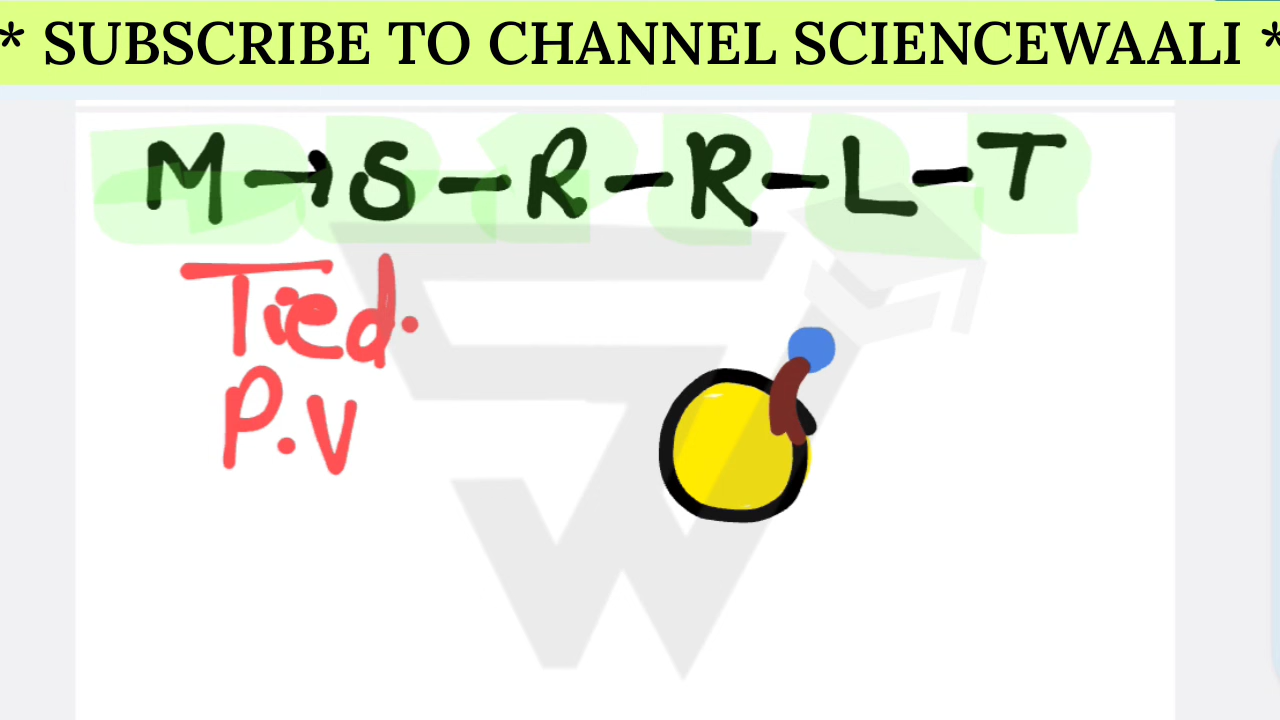 * SUBSCRIBE TO CHANNEL SCIENCEWAALI *
M → S - R - R - L - T
Tied.
P.V